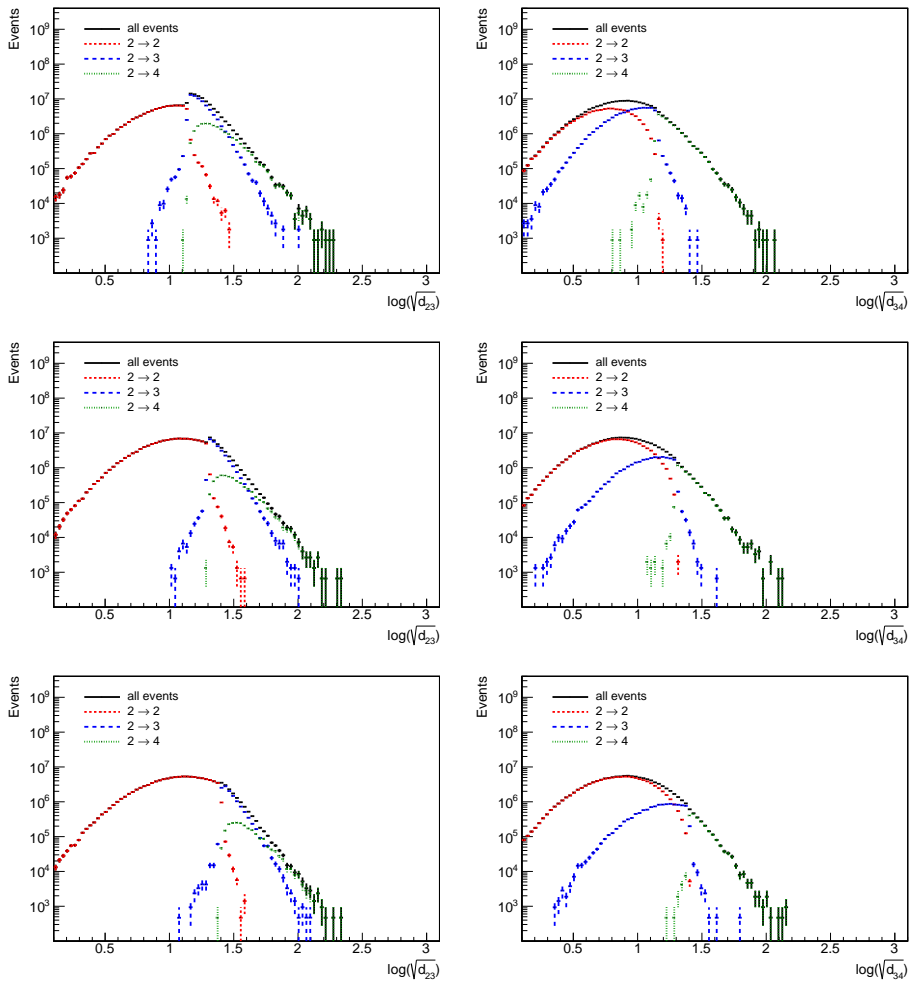 Events
10⁹
10⁸
10⁷
10⁶
10⁵
10⁴
10³
all events
2 → 2
2 → 3
2 → 4
0.5 1 1.5 2 2.5 3
log(√d₂₃)
Events
10⁹
10⁸
10⁷
10⁶
10⁵
10⁴
10³
all events
2 → 2
2 → 3
2 → 4
0.5 1 1.5 2 2.5 3
log(√d₃₄)
Events
10⁹
10⁸
10⁷
10⁶
10⁵
10⁴
10³
all events
2 → 2
2 → 3
2 → 4
0.5 1 1.5 2 2.5 3
log(√d₂₃)
Events
10⁹
10⁸
10⁷
10⁶
10⁵
10⁴
10³
all events
2 → 2
2 → 3
2 → 4
0.5 1 1.5 2 2.5 3
log(√d₃₄)
Events
10⁹
10⁸
10⁷
10⁶
10⁵
10⁴
10³
all events
2 → 2
2 → 3
2 → 4
0.5 1 1.5 2 2.5 3
log(√d₂₃)
Events
10⁹
10⁸
10⁷
10⁶
10⁵
10⁴
10³
all events
2 → 2
2 → 3
2 → 4
0.5 1 1.5 2 2.5 3
log(√d₃₄)